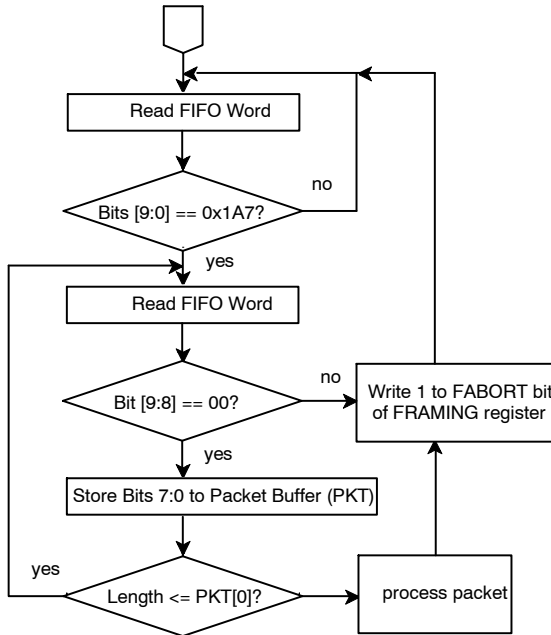 Read FIFO Word
no
Bits [9:0] == 0x1A7?
yes
Read FIFO Word
no
Bit [9:8] == 00?
Write 1 to FABORT bit
of FRAMING register
yes
Store Bits 7:0 to Packet Buffer (PKT)
yes
Length <= PKT[0]?
process packet